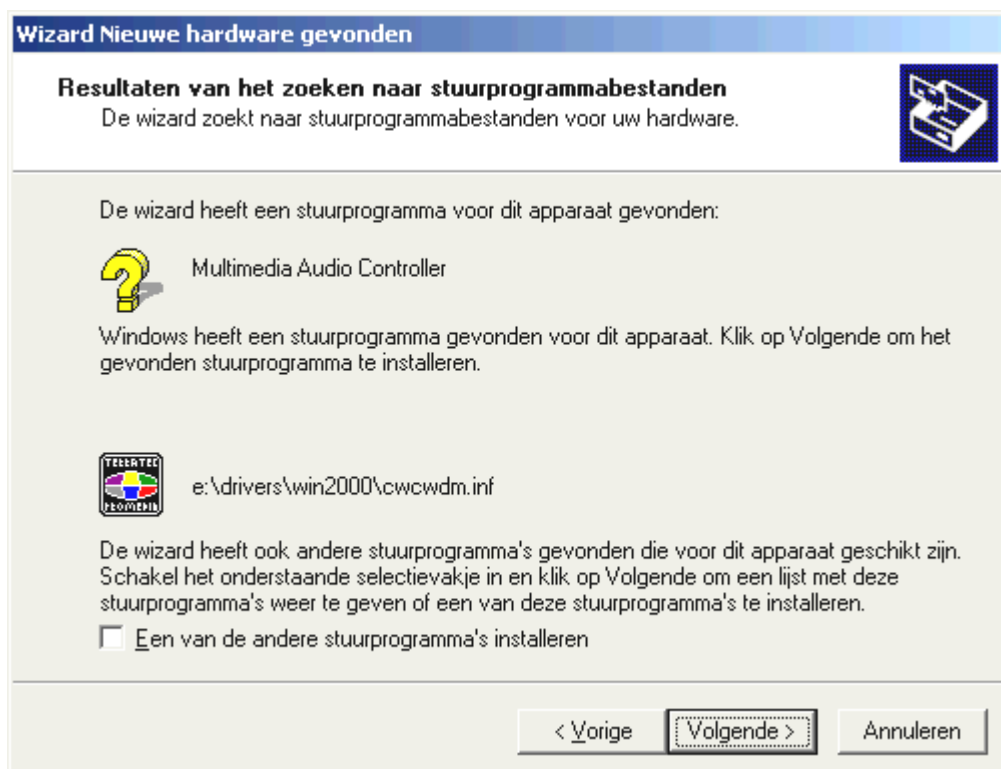 Wizard Nieuwe hardware gevonden
Resultaten van het zoeken naar stuurprogrammabestanden
De wizard zoekt naar stuurprogrammabestanden voor uw hardware.
De wizard heeft een stuurprogramma voor dit apparaat gevonden:
Multimedia Audio Controller
Windows heeft een stuurprogramma gevonden voor dit apparaat. Klik op Volgende om het
gevonden stuurprogramma te installeren.
TERRATEC
PROMEDIA
e:\drivers\win2000\cwcwdm.inf
De wizard heeft ook andere stuurprogramma's gevonden die voor dit apparaat geschikt zijn.
Schakel het onderstaande selectievakje in en klik op Volgende om een lijst met deze
stuurprogramma's weer te geven of een van deze stuurprogramma's te installeren.
Een van de andere stuurprogramma's installeren
< Vorige Volgende > Annuleren